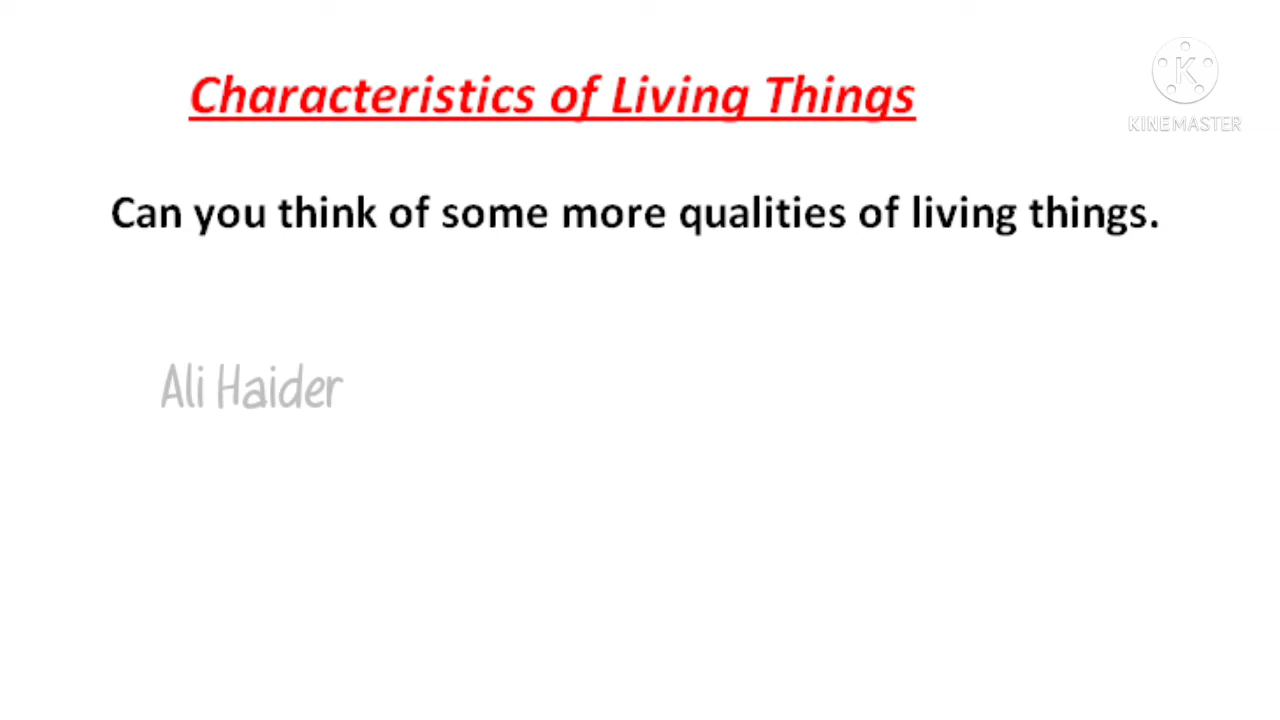 Characteristics of Living Things
KINEMASTER
Can you think of some more qualities of living things.
Ali Haider